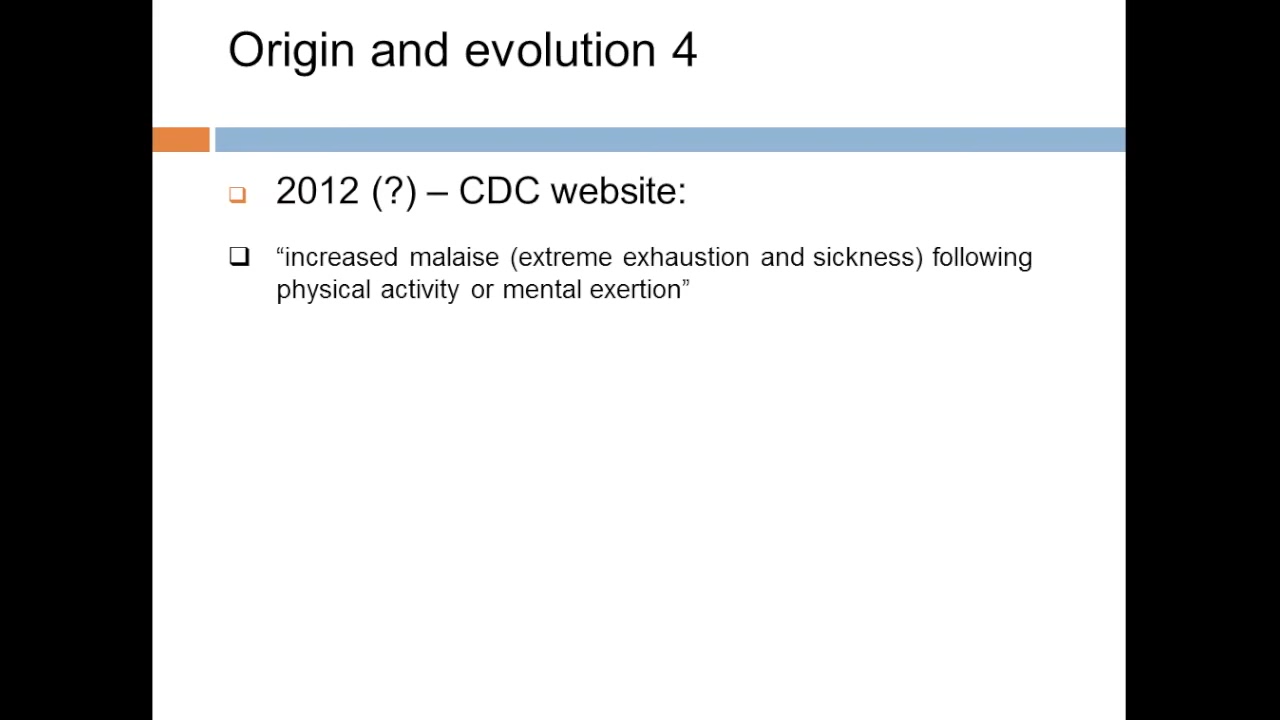 Origin and evolution 4
2012 (?) – CDC website:
“increased malaise (extreme exhaustion and sickness) following
physical activity or mental exertion”